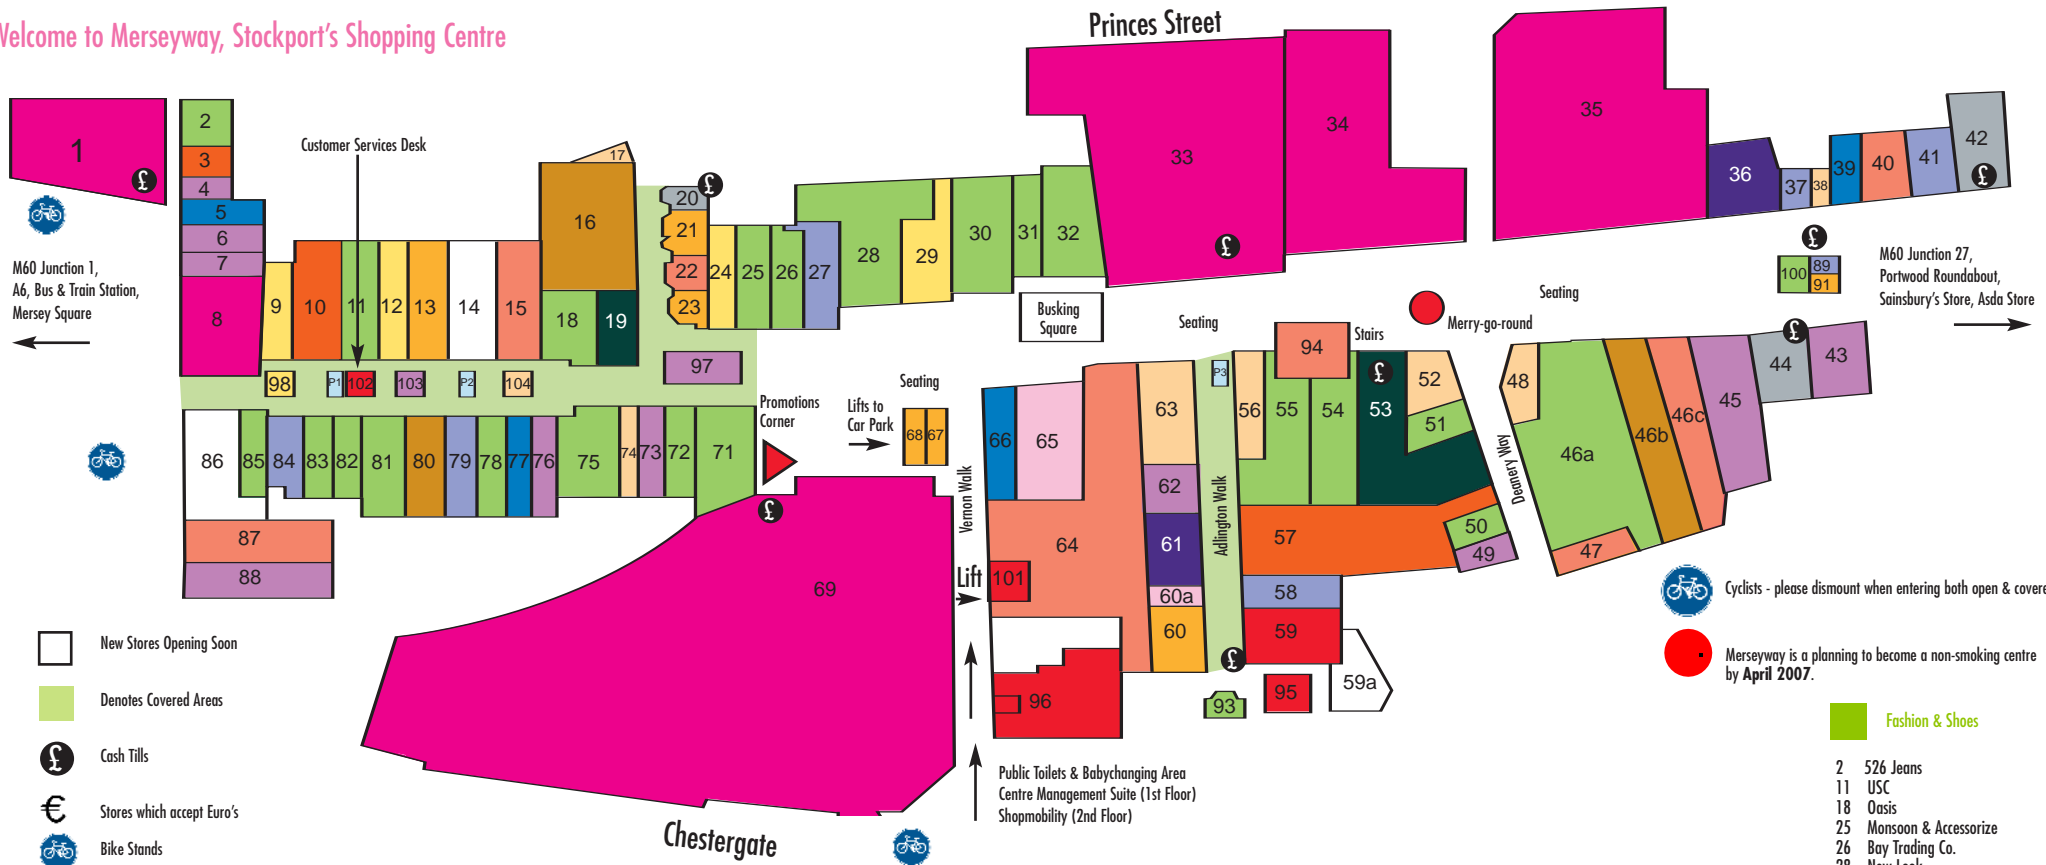 Welcome to Merseyway, Stockport's Shopping Centre
Princes Street
1
£
2
3
4
5
6
7
8
Customer Services Desk
9
10
11
12
13
14
15
16
17
18
19
20
£
21
22
23
24
25
26
27
28
29
30
31
32
33
£
34
35
36
37
38
39
40
41
42
£
M60 Junction 1,
A6, Bus & Train Station,
Mersey Square
98
P1
102
103
P2
104
97
Busking
Square
Seating
Stairs
Merry-go-round
Seating
£
100
89
91
M60 Junction 27,
Portwood Roundabout,
Sainsbury's Store, Asda Store
86
85
84
83
82
81
80
79
78
77
76
75
74
73
72
71
87
88
Promotions
Corner
£
Lifts to
Car Park
Seating
68
67
69
Vernon Walk
Lift
66
65
64
101
63
62
61
60a
60
P3
Adlington Walk
£
56
55
54
94
£
53
52
51
57
50
49
58
59
59a
95
93
96
Deanery Way
48
46a
46b
46c
47
45
44
£
43
New Stores Opening Soon
Denotes Covered Areas
£
Cash Tills
€
Stores which accept Euro's
Bike Stands
Chestergate
Public Toilets & Babychanging Area
Centre Management Suite (1st Floor)
Shopmobility (2nd Floor)
Cyclists - please dismount when entering both open & covere
Merseyway is a planning to become a non-smoking centre
by April 2007.
Fashion & Shoes
2 526 Jeans
11 USC
18 Oasis
25 Monsoon & Accessorize
26 Bay Trading Co.
28 New Look